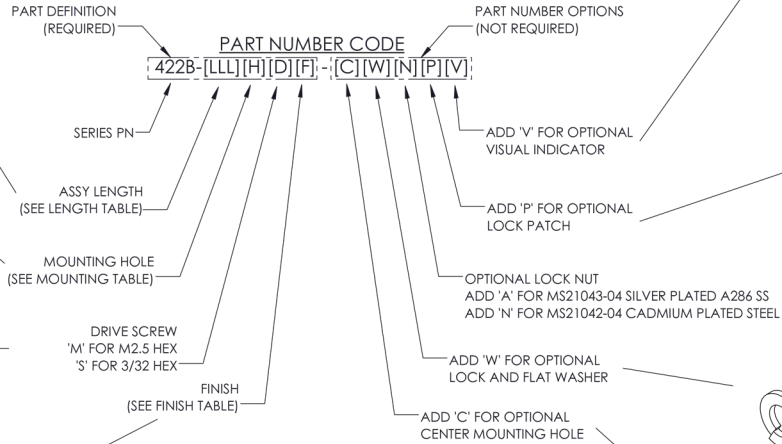 PART DEFINITION
(REQUIRED)
PART NUMBER OPTIONS
(NOT REQUIRED)
PART NUMBER CODE
422B-[LLL][H][D][F]-[C][W][N][P][V]
SERIES PN
ADD 'V' FOR OPTIONAL
VISUAL INDICATOR
ASSY LENGTH
(SEE LENGTH TABLE)
ADD 'P' FOR OPTIONAL
LOCK PATCH
MOUNTING HOLE
(SEE MOUNTING TABLE)
OPTIONAL LOCK NUT
ADD 'A' FOR MS21043-04 SILVER PLATED A286 SS
ADD 'N' FOR MS21042-04 CADMIUM PLATED STEEL
DRIVE SCREW
'M' FOR M2.5 HEX
'S' FOR 3/32 HEX
ADD 'W' FOR OPTIONAL
LOCK AND FLAT WASHER
FINISH
(SEE FINISH TABLE)
ADD 'C' FOR OPTIONAL
CENTER MOUNTING HOLE